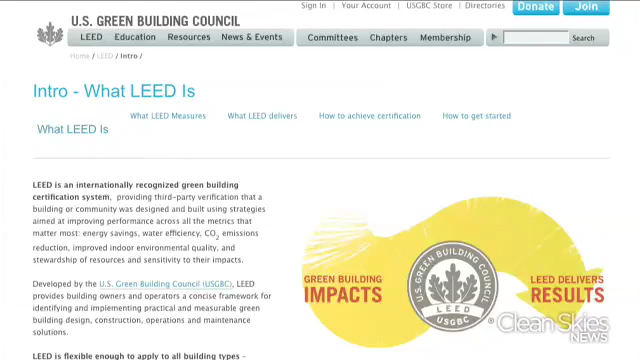 Sign In | Your Account | USGBC Store | Directories
Donate
Join
U.S. GREEN BUILDING COUNCIL
LEED Education Resources News & Events
Committees Chapters Membership
Search
Home / LEED / Intro /
Intro - What LEED Is
What LEED Is
What LEED Measures
What LEED delivers
How to achieve certification
How to get started
LEED is an internationally recognized green building
certification system, providing third-party verification that a
building or community was designed and built using strategies
aimed at improving performance across all the metrics that
matter most: energy savings, water efficiency, CO2 emissions
reduction, improved indoor environmental quality, and
stewardship of resources and sensitivity to their impacts.
Developed by the U.S. Green Building Council (USGBC), LEED
provides building owners and operators a concise framework for
identifying and implementing practical and measurable green
building design, construction, operations and maintenance
solutions.
LEED is flexible enough to apply to all building types –
GREEN BUILDING
IMPACTS
U.S. GREEN BUILDING COUNCIL
LEED
USGBC
®
LEED DELIVERS
RESULTS
CleanSkies
NEWS